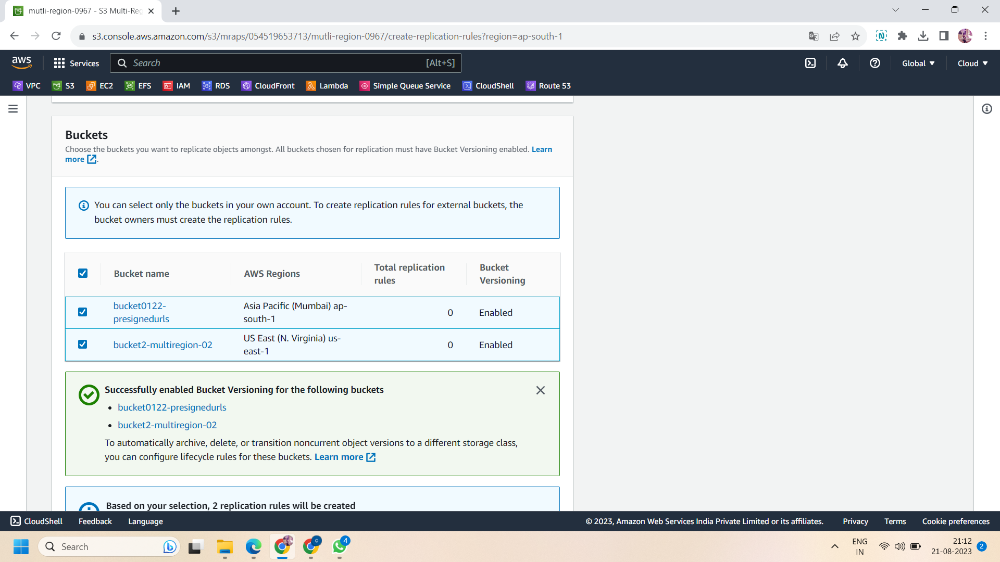 mutli-region-0967 - S3 Multi-Reg
s3.console.aws.amazon.com/s3/mraps/054519653713/mutli-region-0967/create-replication-rules?region=ap-south-1
aws
Services
Search
[Alt+S]
Global
Cloud
VPC
S3
EC2
EFS
IAM
RDS
CloudFront
Lambda
Simple Queue Service
CloudShell
Route 53
Buckets
Choose the buckets you want to replicate objects amongst. All buckets chosen for replication must have Bucket Versioning enabled. Learn
more .
You can select only the buckets in your own account. To create replication rules for external buckets, the
bucket owners must create the replication rules.
Bucket name
AWS Regions
Total replication
rules
Bucket
Versioning
bucket0122-
presignedurls
Asia Pacific (Mumbai) ap-
south-1
0
Enabled
bucket2-multiregion-02
US East (N. Virginia) us-
east-1
0
Enabled
Successfully enabled Bucket Versioning for the following buckets
• bucket0122-presignedurls
• bucket2-multiregion-02
To automatically archive, delete, or transition noncurrent object versions to a different storage class,
you can configure lifecycle rules for these buckets. Learn more
Based on your selection, 2 replication rules will be created
CloudShell
Feedback
Language
© 2023, Amazon Web Services India Private Limited or its affiliates.
Privacy
Terms
Cookie preferences
Search
C
4
ENG
IN
21:12
21-08-2023
2